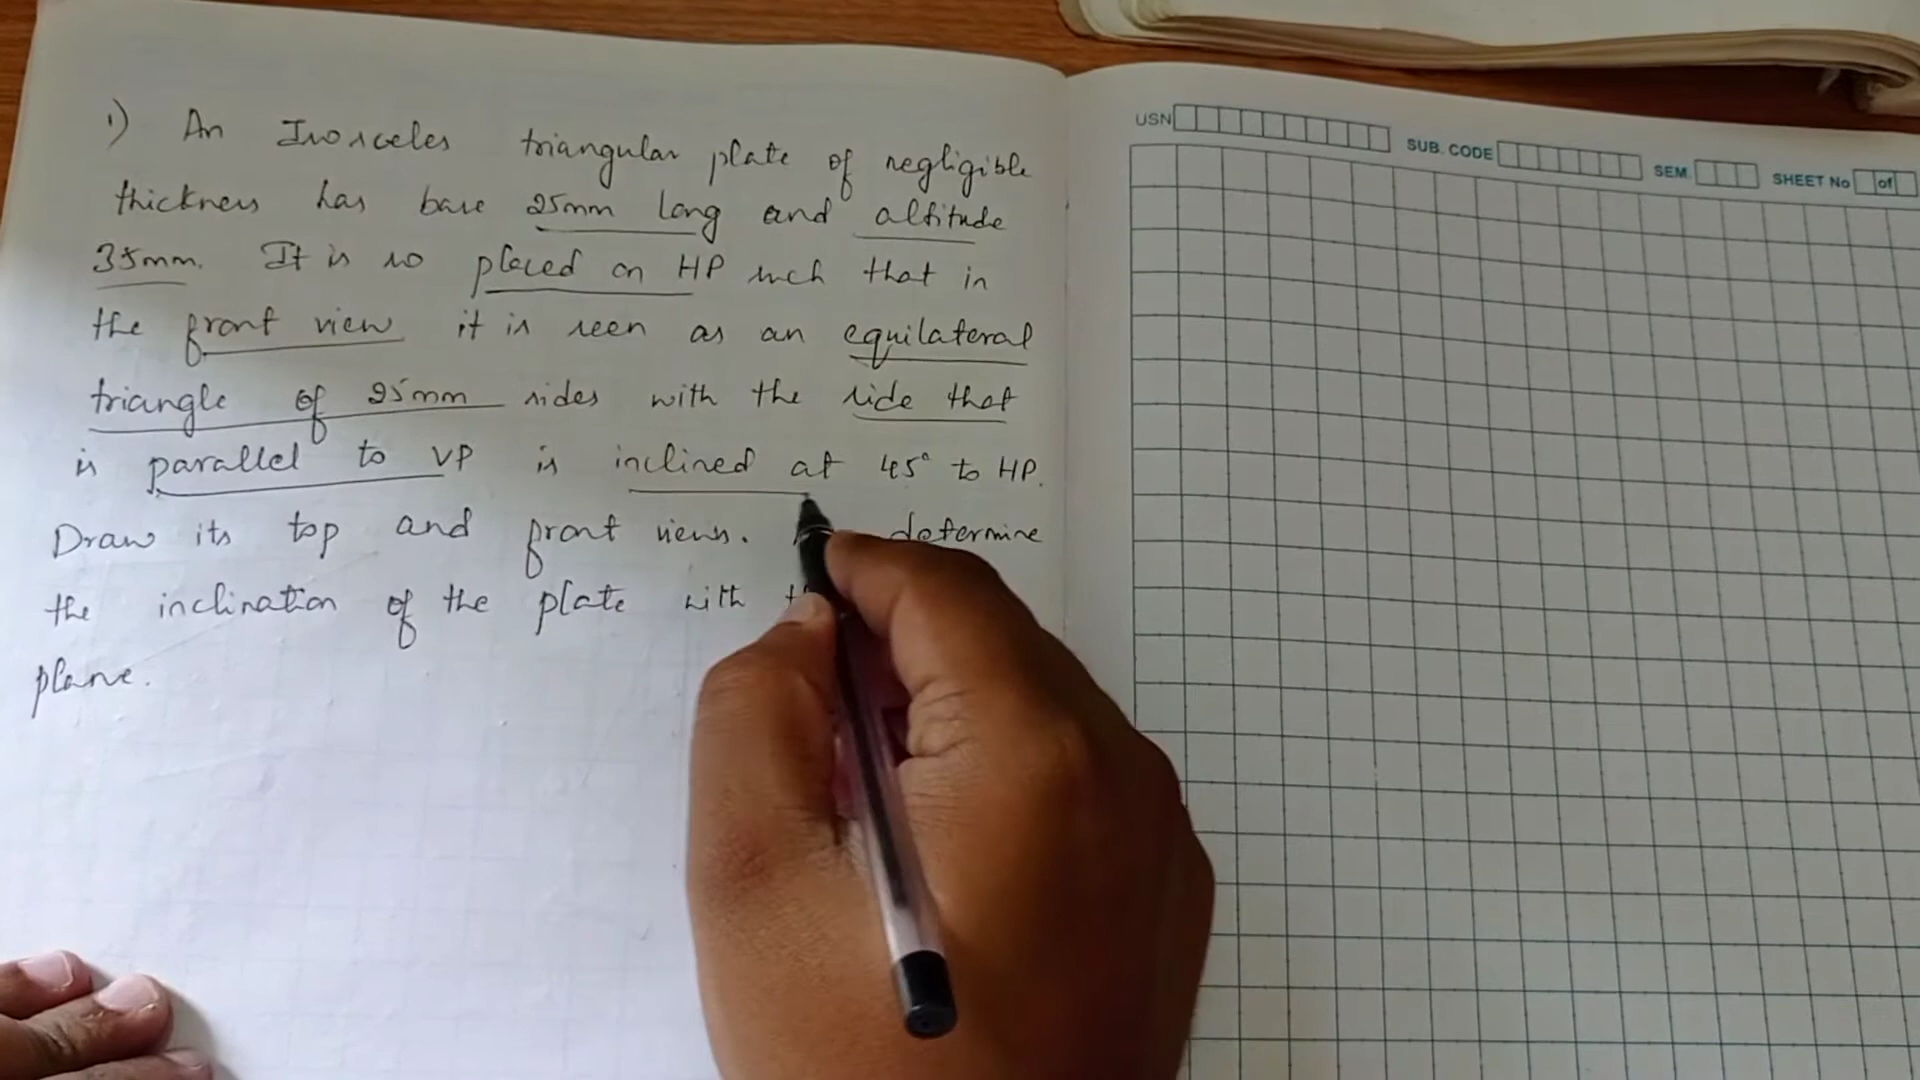 1) An Isosceles triangular plate of negligible
thickness has base 25mm long and altitude
35mm. It is so placed on HP such that in
the front view it is seen as an equilateral
triangle of 25mm sides with the side that
is parallel to VP is inclined at 45° to HP.
Draw its top and front views. determine
the inclination of the plate with
plane.
USN
SUB. CODE
SEM.
SHEET No of